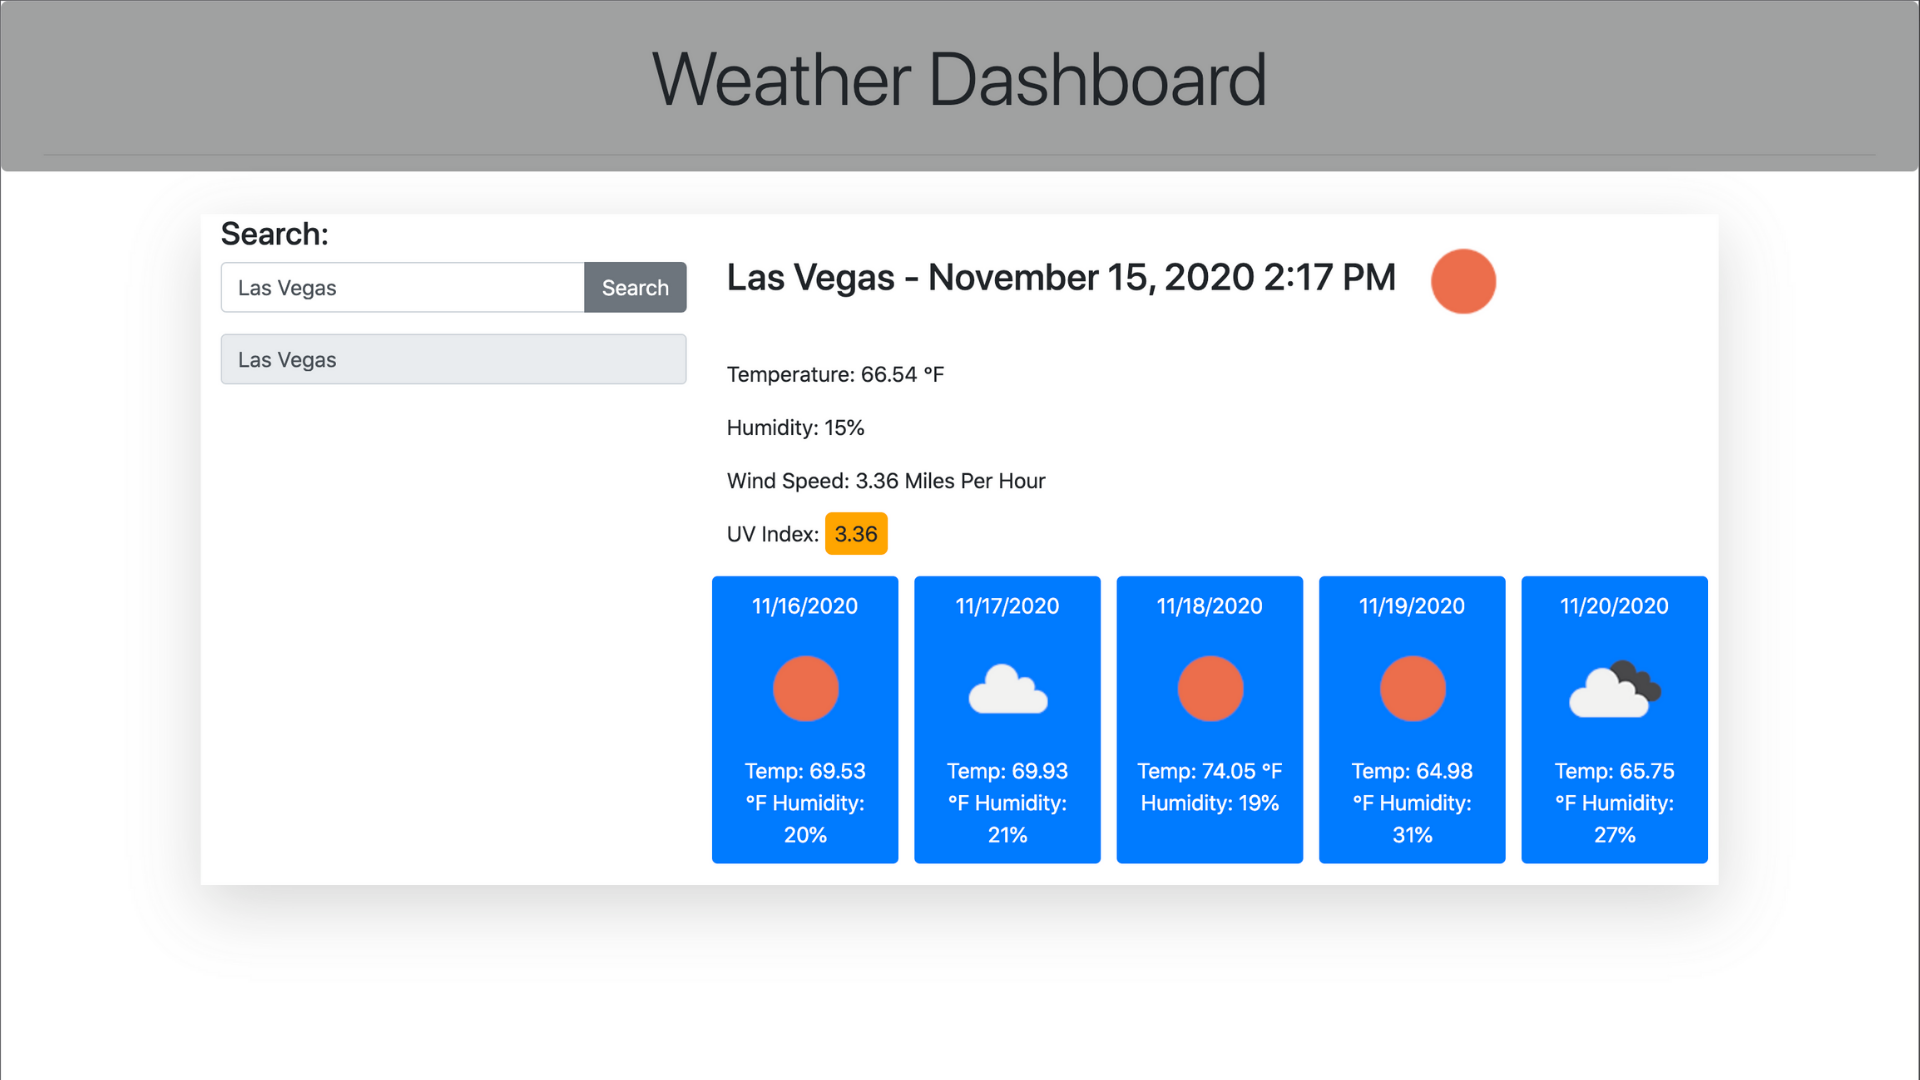 Weather Dashboard
Search:
Las Vegas
Search
Las Vegas
Las Vegas - November 15, 2020 2:17 PM
Temperature: 66.54 °F
Humidity: 15%
Wind Speed: 3.36 Miles Per Hour
UV Index: 3.36
11/16/2020
Temp: 69.53
°F Humidity:
20%
11/17/2020
Temp: 69.93
°F Humidity:
21%
11/18/2020
Temp: 74.05 °F
Humidity: 19%
11/19/2020
Temp: 64.98
°F Humidity:
31%
11/20/2020
Temp: 65.75
°F Humidity:
27%